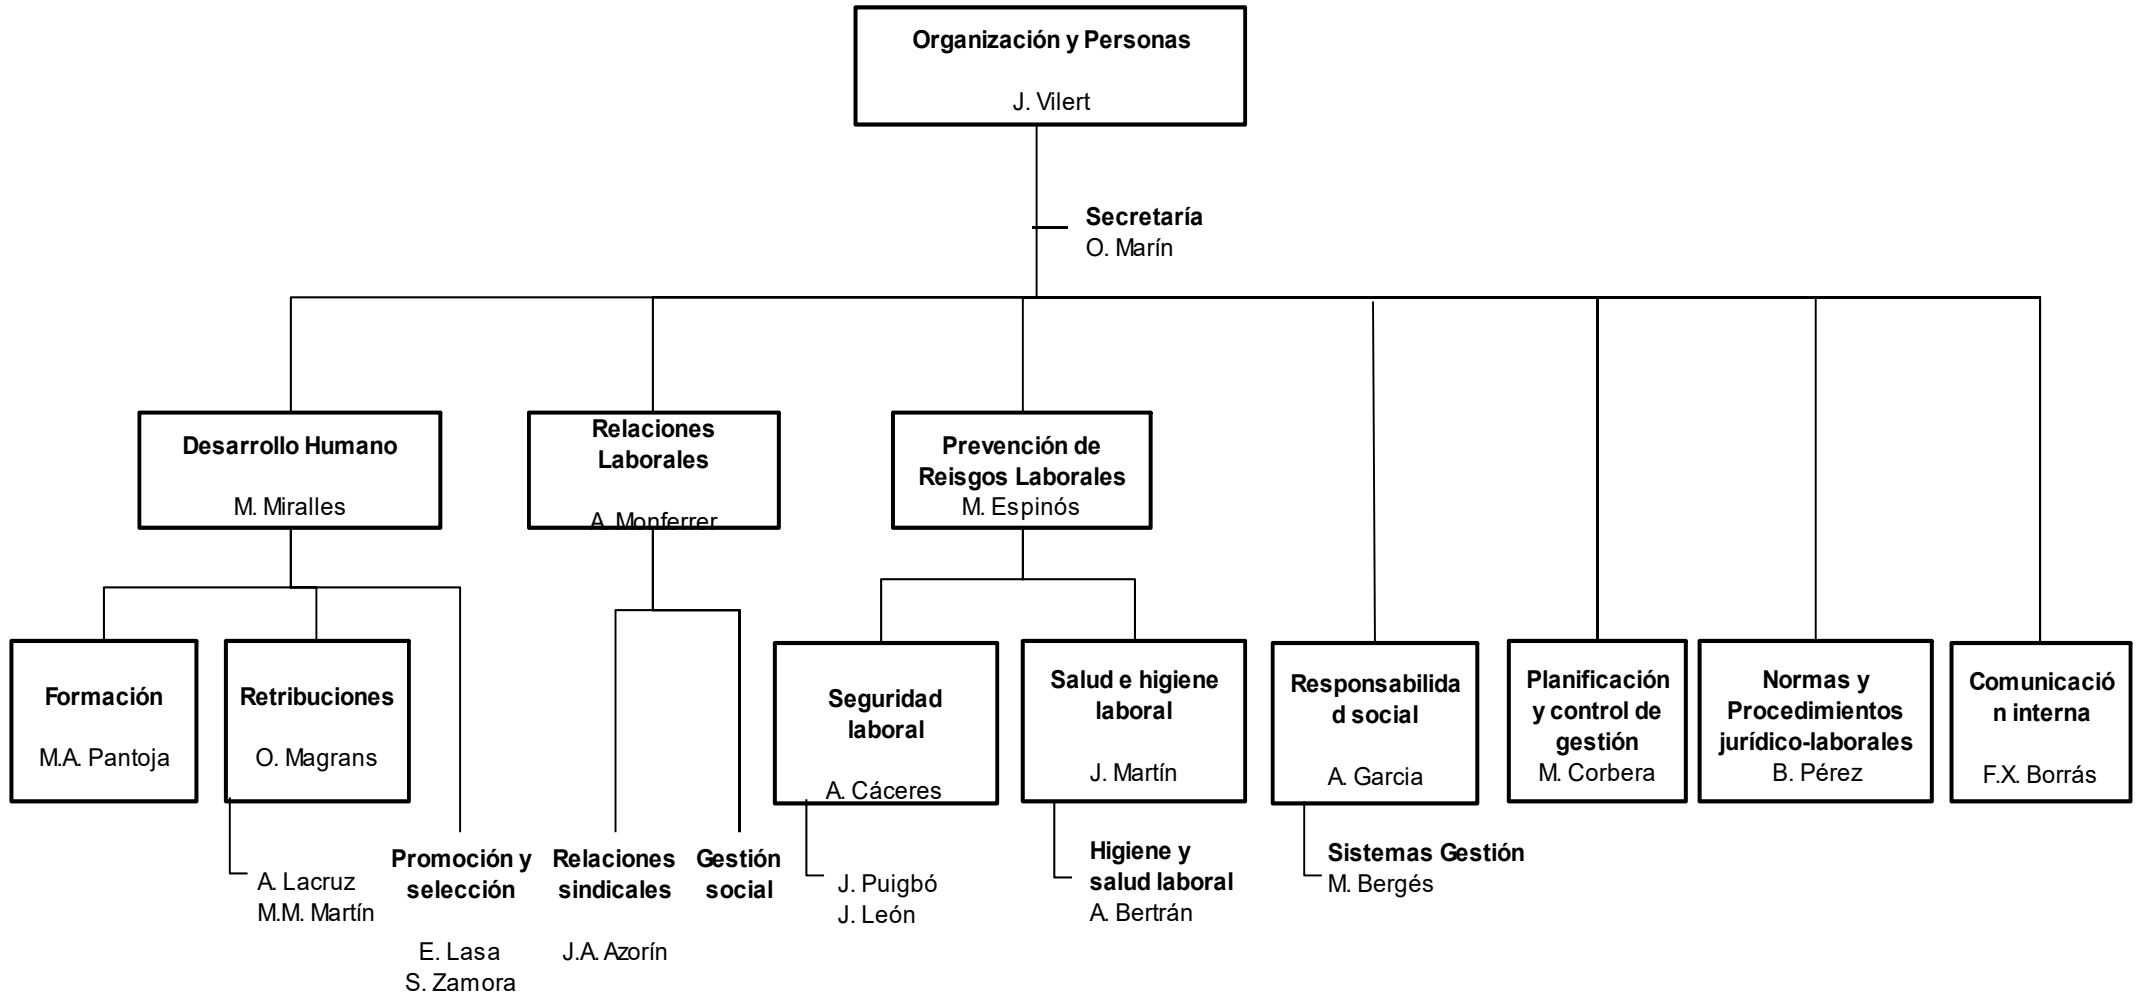 Organización y Personas
J. Vilert
Secretaría
O. Marín
Desarrollo Humano
M. Miralles
Relaciones
Laborales
A. Monferrer
Prevención de
Reisgos Laborales
M. Espinós
Formación
M.A. Pantoja
Retribuciones
O. Magrans
A. Lacruz
M.M. Martín
Promoción y
selección
E. Lasa
S. Zamora
Relaciones
sindicales
J.A. Azorín
Gestión
social
Seguridad
laboral
A. Cáceres
J. Puigbó
J. León
Salud e higiene
laboral
J. Martín
Higiene y
salud laboral
A. Bertrán
Responsabilida
d social
A. Garcia
Sistemas Gestión
M. Bergés
Planificación
y control de
gestión
M. Corbera
Normas y
Procedimientos
jurídico-laborales
B. Pérez
Comunicació
n interna
F.X. Borrás